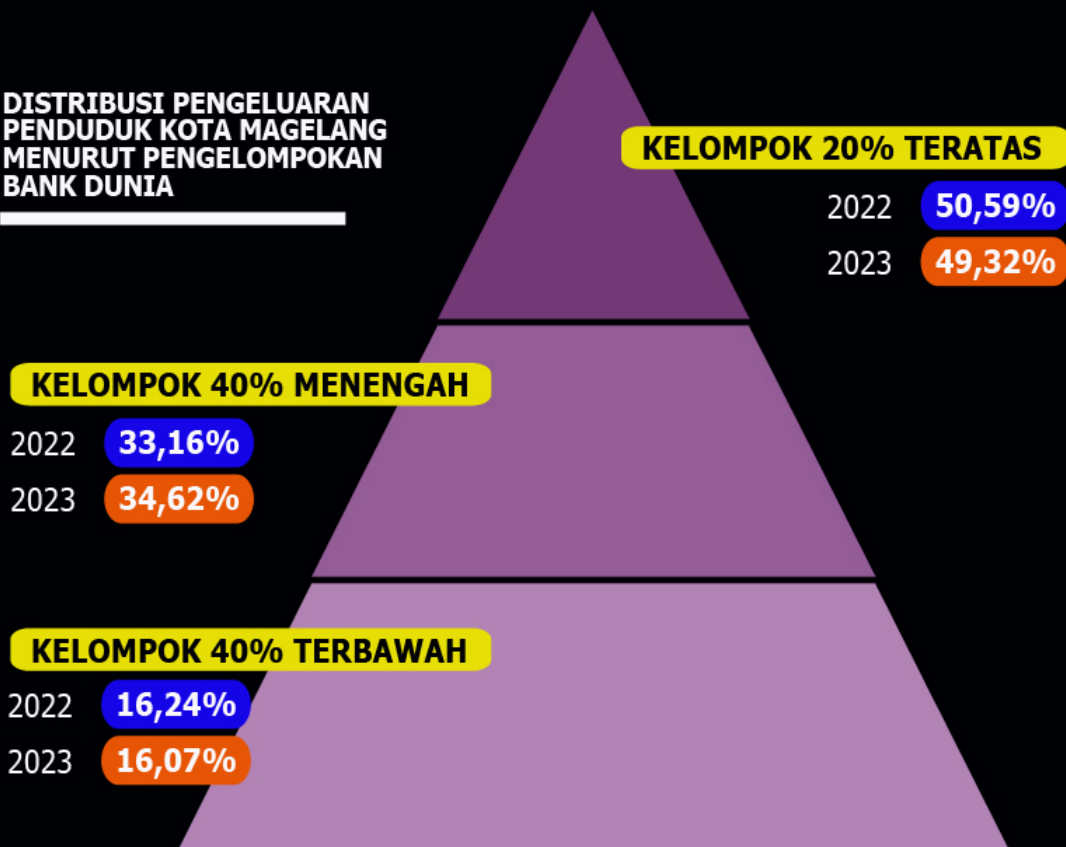 DISTRIBUSI PENGELUARAN
PENDUDUK KOTA MAGELANG
MENURUT PENGELOMPOKAN
BANK DUNIA
KELOMPOK 20% TERATAS
2022 50,59%
2023 49,32%
KELOMPOK 40% MENENGAH
2022 33,16%
2023 34,62%
KELOMPOK 40% TERBAWAH
2022 16,24%
2023 16,07%